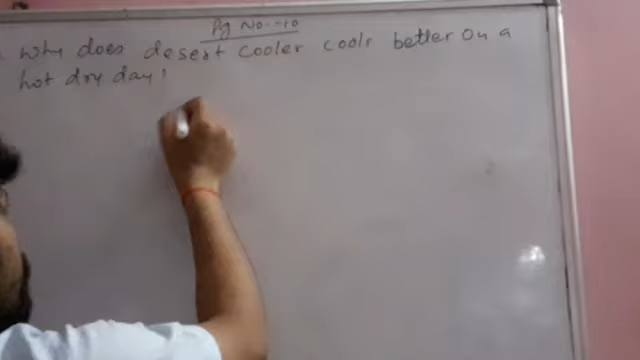 Pg No.-10
Why does desert cooler cools better on a
hot dry day?